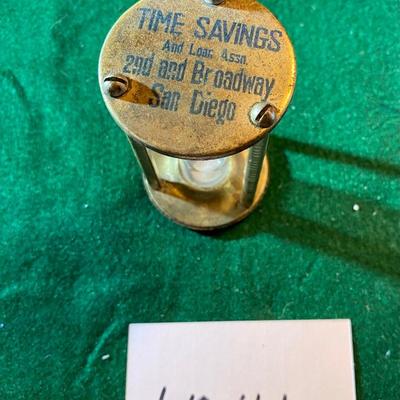 TIME SAVINGS
And Loan Assn.
2nd and Broadway
San Diego